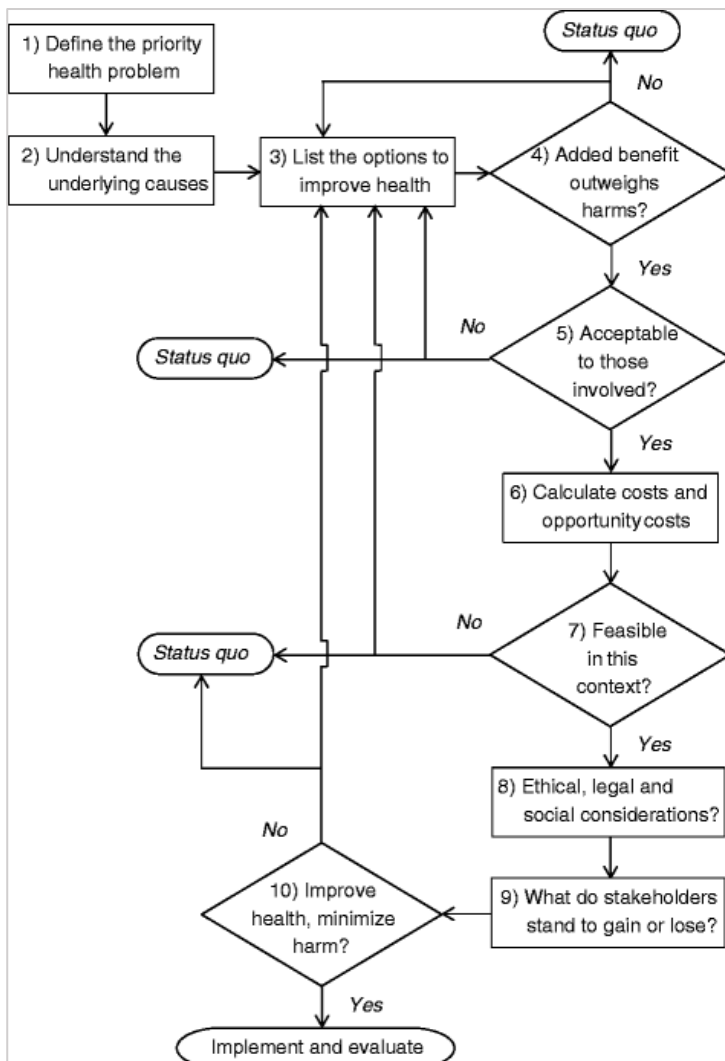 Status quo
1) Define the priority
health problem
No
2) Understand the
underlying causes
3) List the options to
improve health
4) Added benefit
outweighs
harms?
Yes
No
Status quo
5) Acceptable
to those
involved?
Yes
6) Calculate costs and
opportunity costs
No
Status quo
7) Feasible
in this
context?
Yes
8) Ethical, legal and
social considerations?
No
10) Improve
health, minimize
harm?
9) What do stakeholders
stand to gain or lose?
Yes
Implement and evaluate